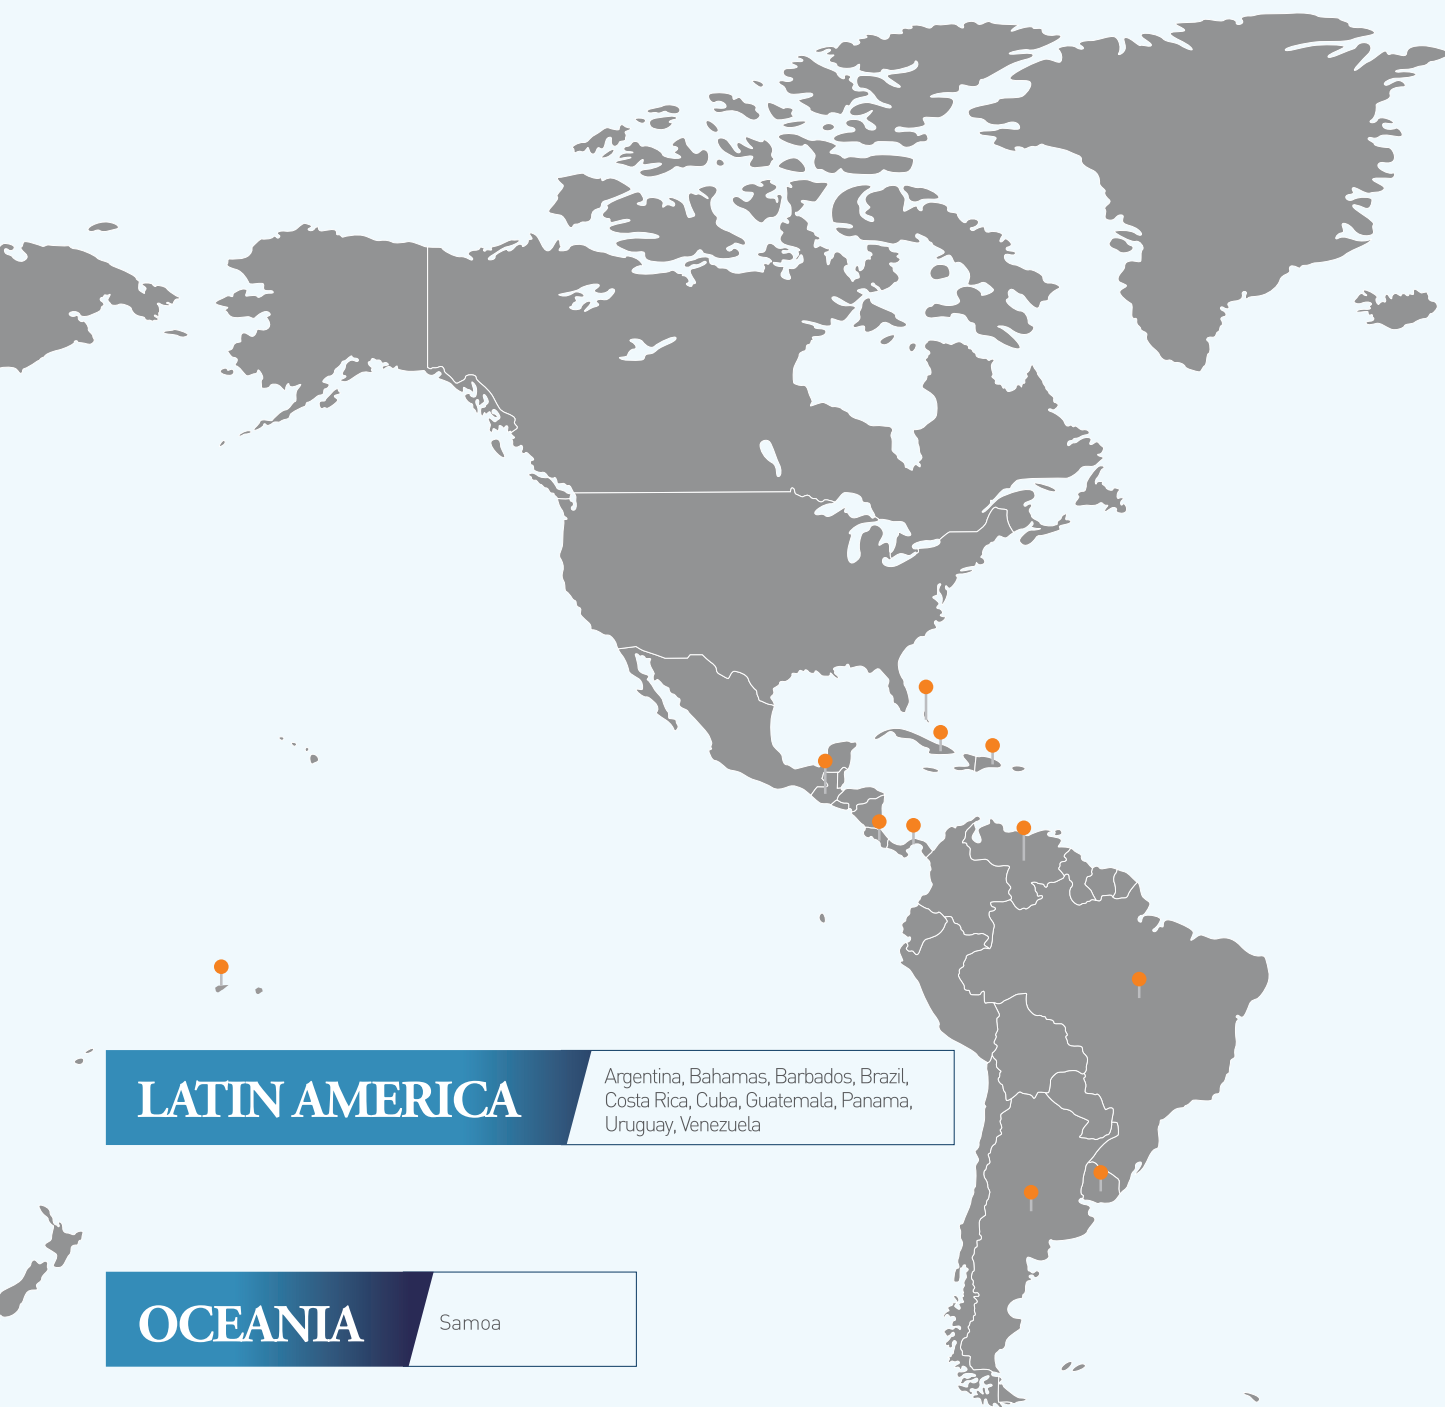 LATIN AMERICA
Argentina, Bahamas, Barbados, Brazil,
Costa Rica, Cuba, Guatemala, Panama,
Uruguay, Venezuela
OCEANIA
Samoa